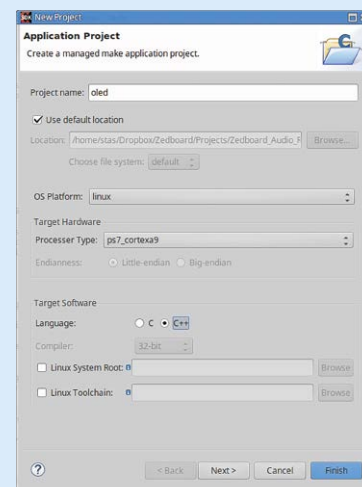 New Project
Application Project
Create a managed make application project.
Project name: oled
Use default location
Location: /home/stas/Dropbox/Zedboard/Projects/Zedboard_Audio_F Browse...
Choose file system: default
OS Platform: linux
Target Hardware
Processer Type: ps7_cortexa9
Endianness: Little-endian Big-endian
Target Software
Language: C C++
Compiler: 32-bit
Linux System Root: Browse
Linux Toolchain: Browse
? < Back Next > Cancel Finish